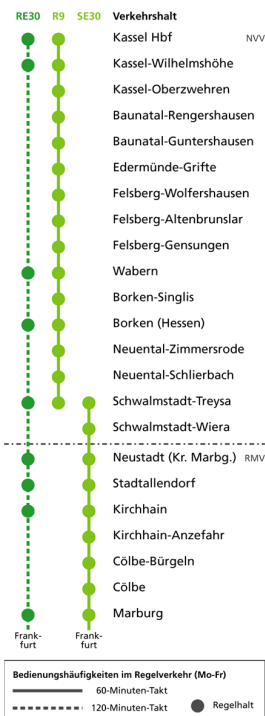 RE30 R9 SE30 Verkehrshalt
Kassel Hbf NVV
Kassel-Wilhelmshöhe
Kassel-Oberzwehren
Baunatal-Rengershausen
Baunatal-Guntershausen
Edermünde-Grifte
Felsberg-Wolfershausen
Felsberg-Altenbrunslar
Felsberg-Gensungen
Wabern
Borken-Singlis
Borken (Hessen)
Neuental-Zimmersrode
Neuental-Schlierbach
Schwalmstadt-Treysa
Schwalmstadt-Wiera
Neustadt (Kr. Marbg.) RMV
Stadtallendorf
Kirchhain
Kirchhain-Anzefahr
Cölbe-Bürgeln
Cölbe
Marburg
Frank- Frank-
furt furt
Bedienungshäufigkeiten im Regelverkehr (Mo-Fr)
60-Minuten-Takt
120-Minuten-Takt Regelhalt